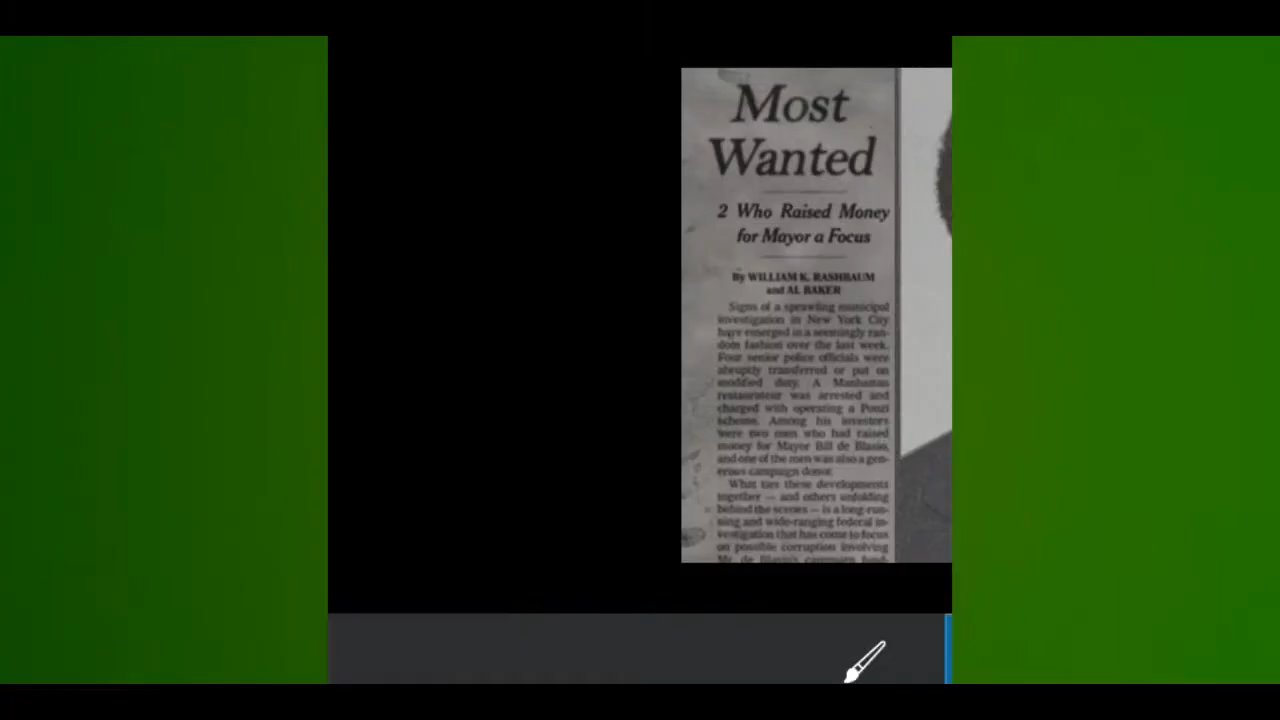 Most
Wanted
2 Who Raised Money
for Mayor a Focus
By WILLIAM K. RASHBAUM
and AL BAKER
Signs of a sprawling municipal
investigation in New York City
have emerged in a seemingly ran-
dom fashion over the last week.
Four senior police officials were
abruptly transferred or put on
modified duty. A Manhattan
restaurateur was arrested and
charged with operating a Ponzi
scheme. Among his investors
were two men who had raised
money for Mayor Bill de Blasio,
and one of the men was also a gen-
erous campaign donor.
What ties these developments
together — and others unfolding
behind the scenes — is a long-run-
ning and wide-ranging federal in-
vestigation that has come to focus
on possible corruption involving
Mr. de Blasio's campaign fund-